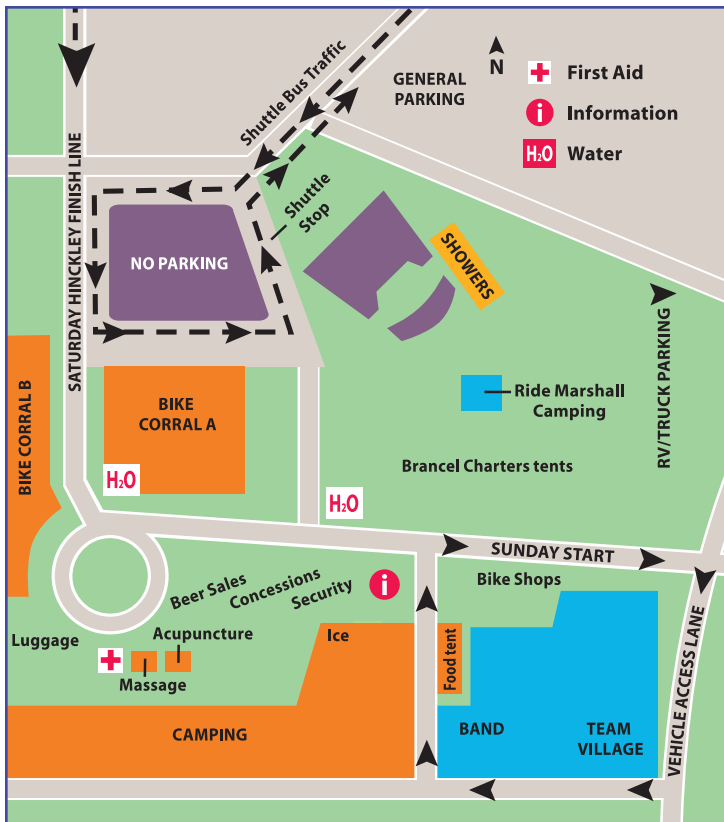 N
First Aid
Information
Water
i
H2O
GENERAL
PARKING
Shuttle Bus Traffic
Shuttle
Stop
NO PARKING
SATURDAY HINCKLEY FINISH LINE
SHOWERS
RV/TRUCK PARKING
BIKE CORRAL B
BIKE
CORRAL A
Ride Marshall
Camping
Brancel Charters tents
H2O
H2O
SUNDAY START
Bike Shops
Beer Sales
Concessions
Security
i
Luggage
Acupuncture
Massage
Ice
Food tent
CAMPING
BAND
TEAM
VILLAGE
VEHICLE ACCESS LANE